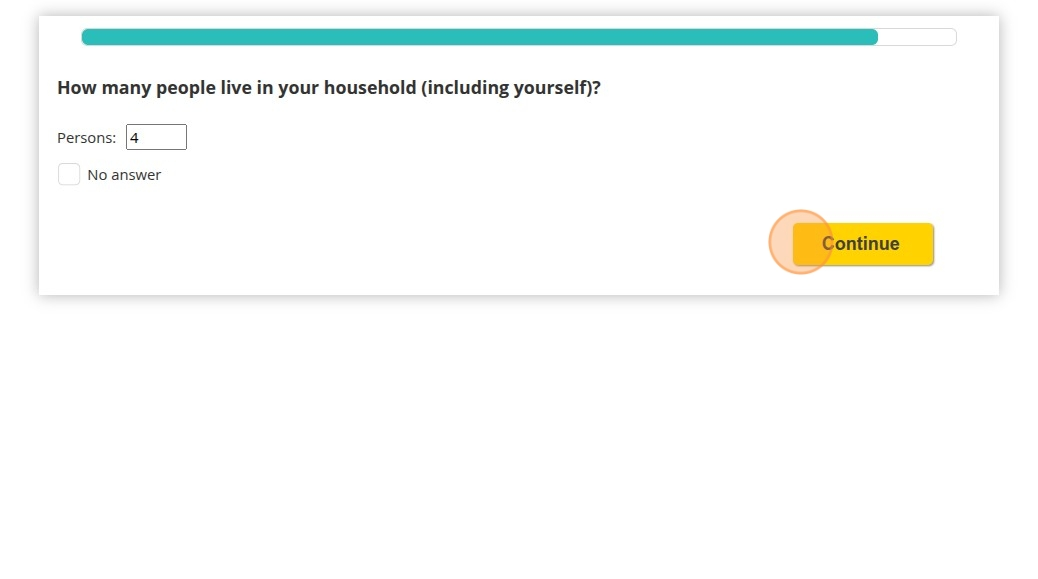 How many people live in your household (including yourself)?
Persons: 4
No answer
Continue